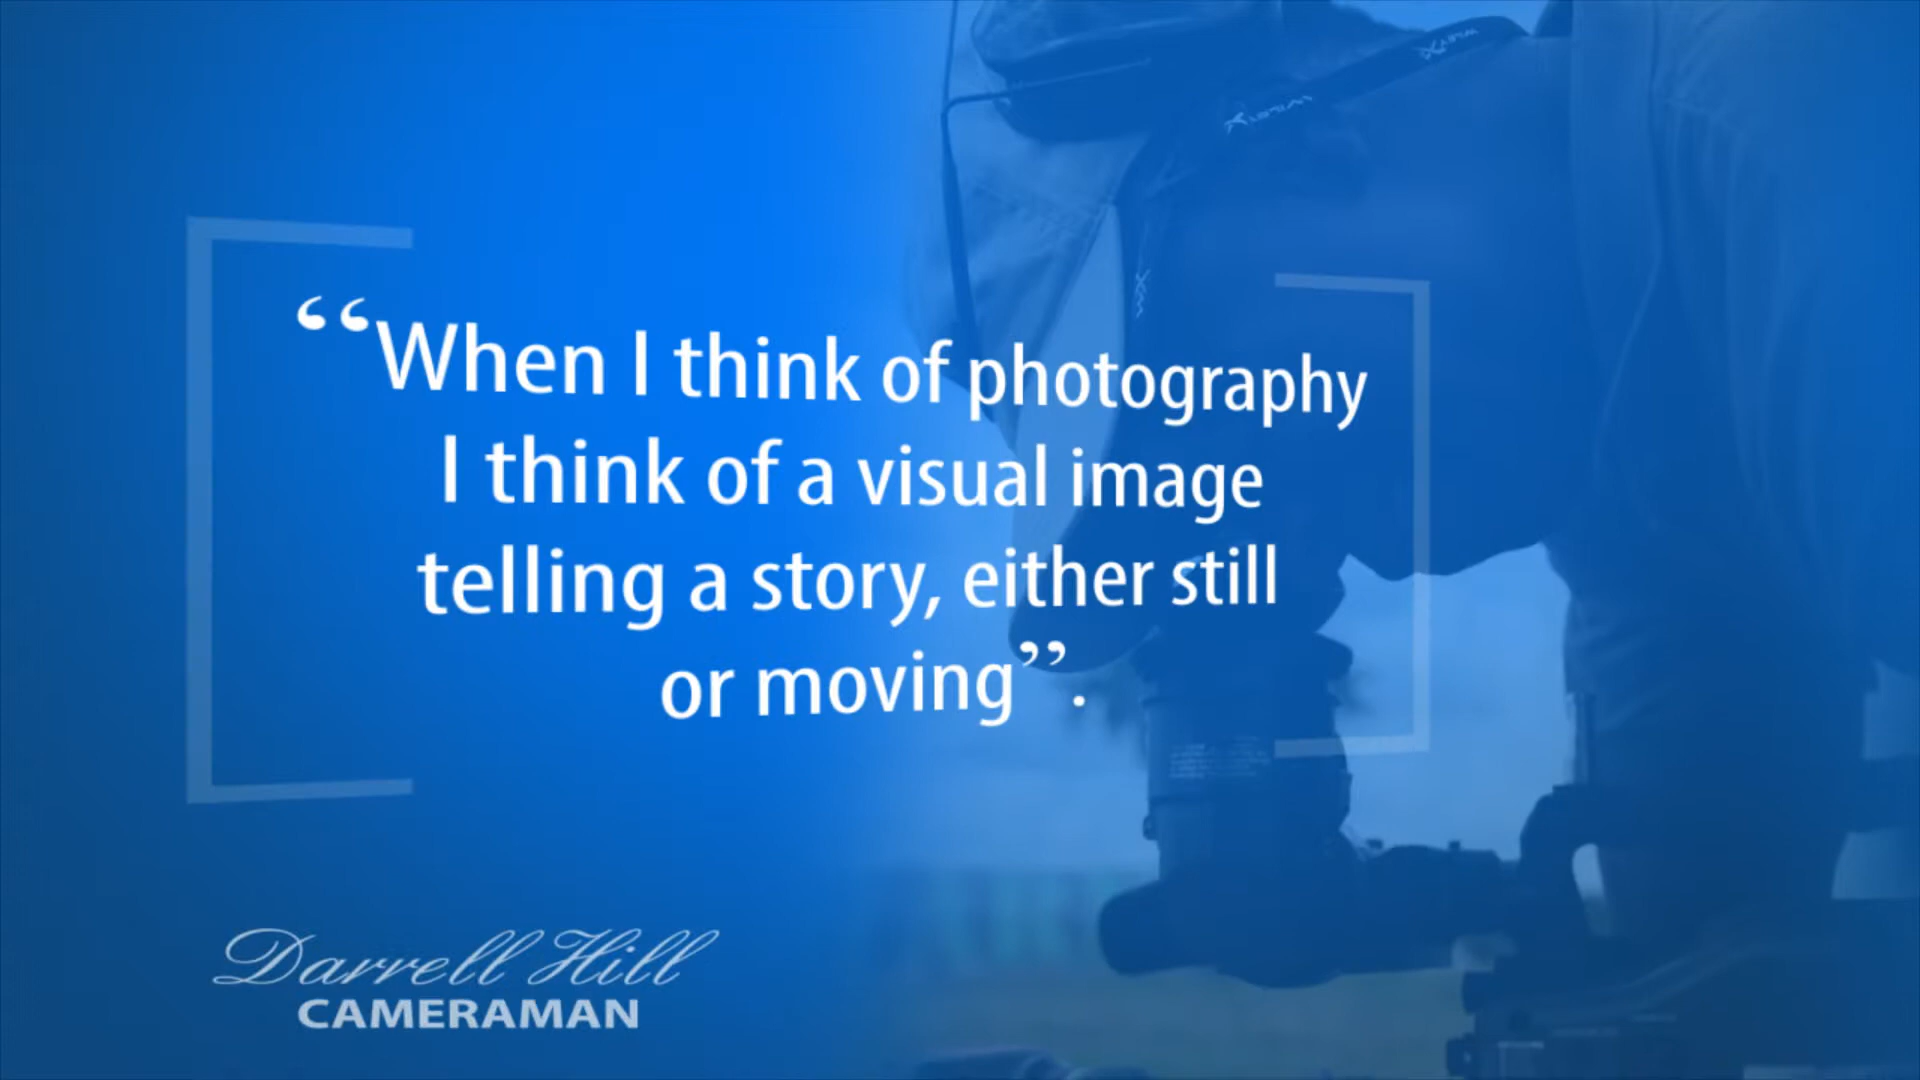 “When I think of photography
I think of a visual image
telling a story, either still
or moving”.
Darrell Hill
CAMERAMAN